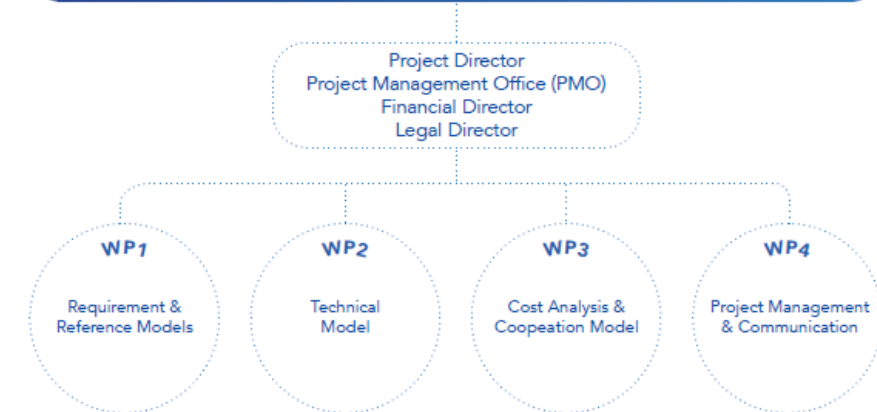 Project Director
Project Management Office (PMO)
Financial Director
Legal Director
WP1
Requirement &
Reference Models
WP2
Technical
Model
WP3
Cost Analysis &
Coopeation Model
WP4
Project Management
& Communication